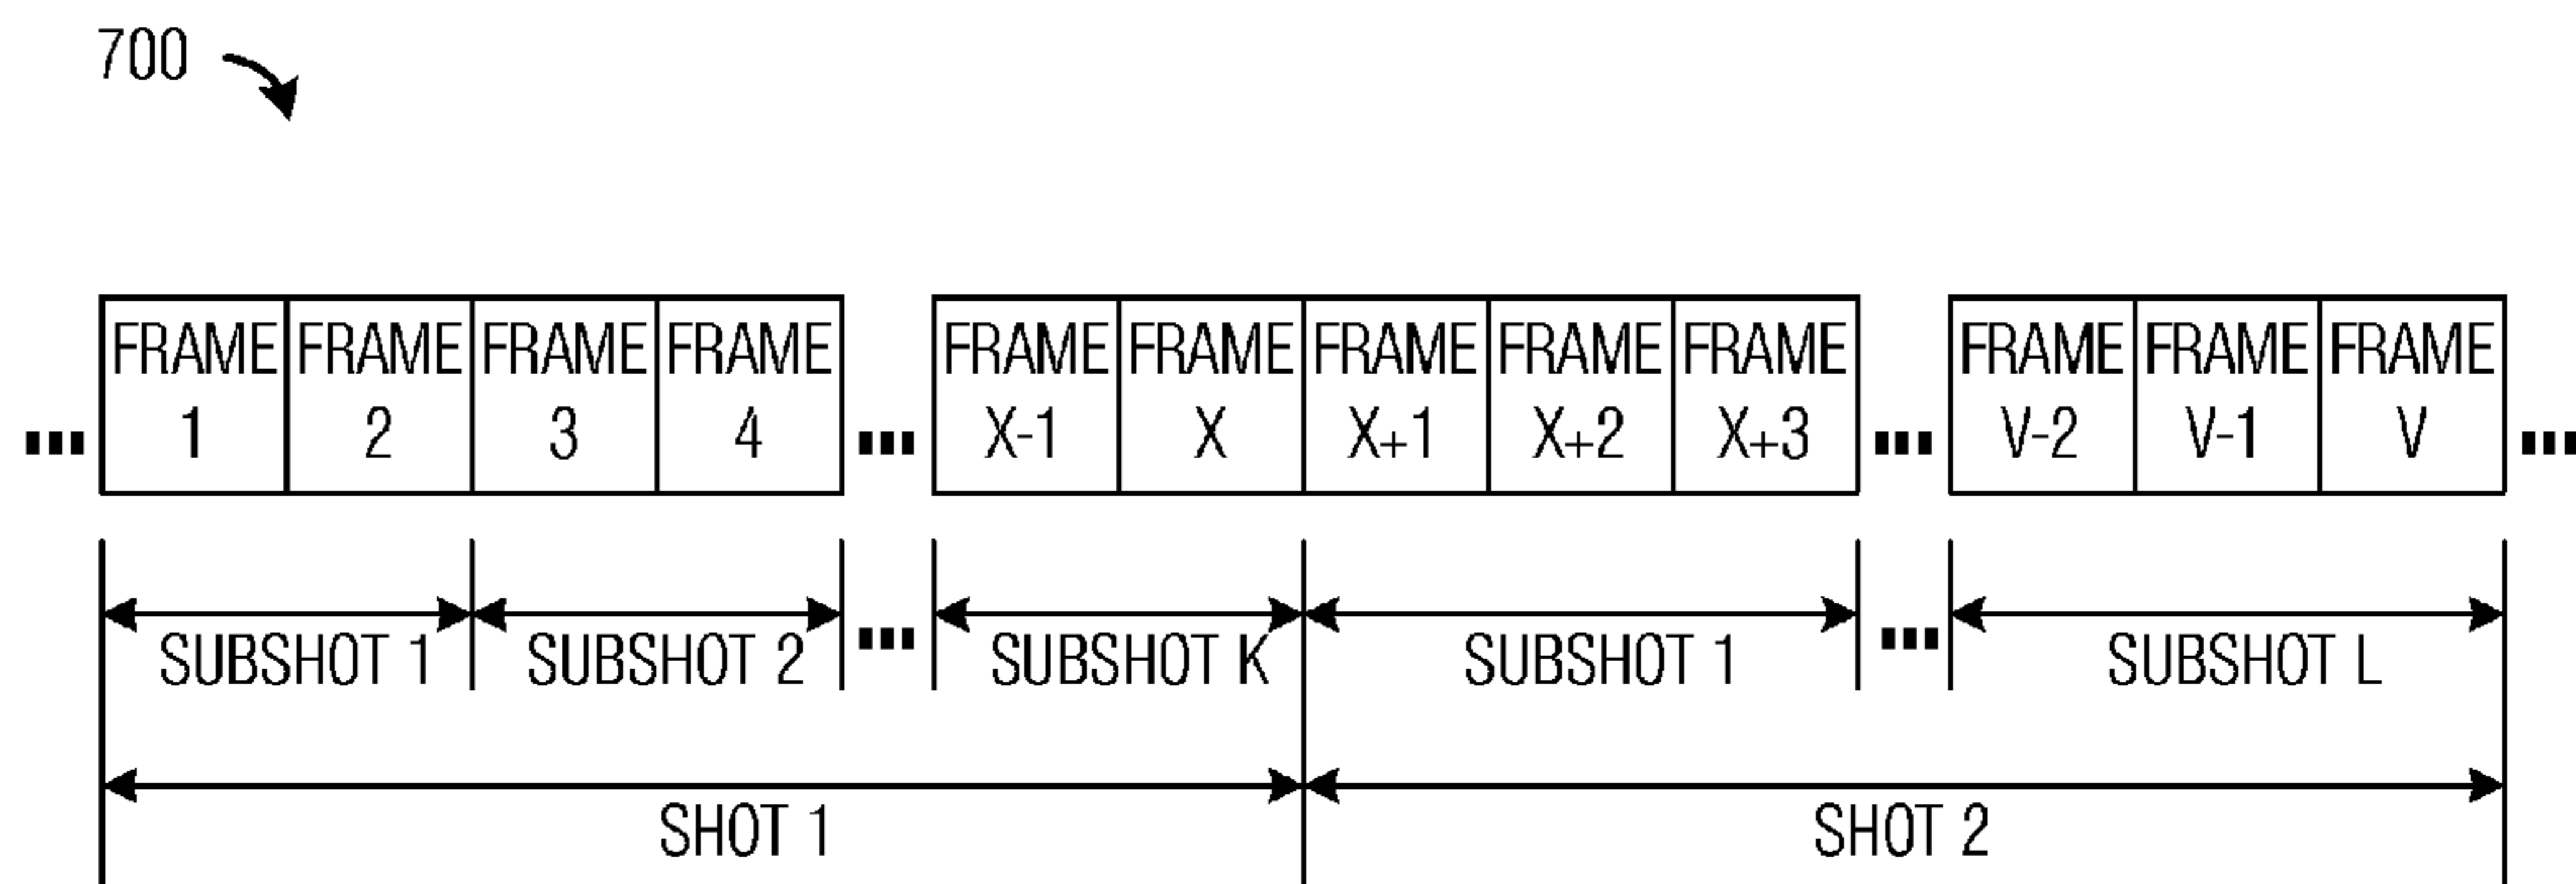 700
FRAME FRAME FRAME FRAME FRAME FRAME FRAME FRAME FRAME FRAME FRAME FRAME
... 1 2 3 4 ... X-1 X X+1 X+2 X+3 ... V-2 V-1 V ...
SUBSHOT 1 SUBSHOT 2 ... SUBSHOT K SUBSHOT 1 ... SUBSHOT L
SHOT 1 SHOT 2